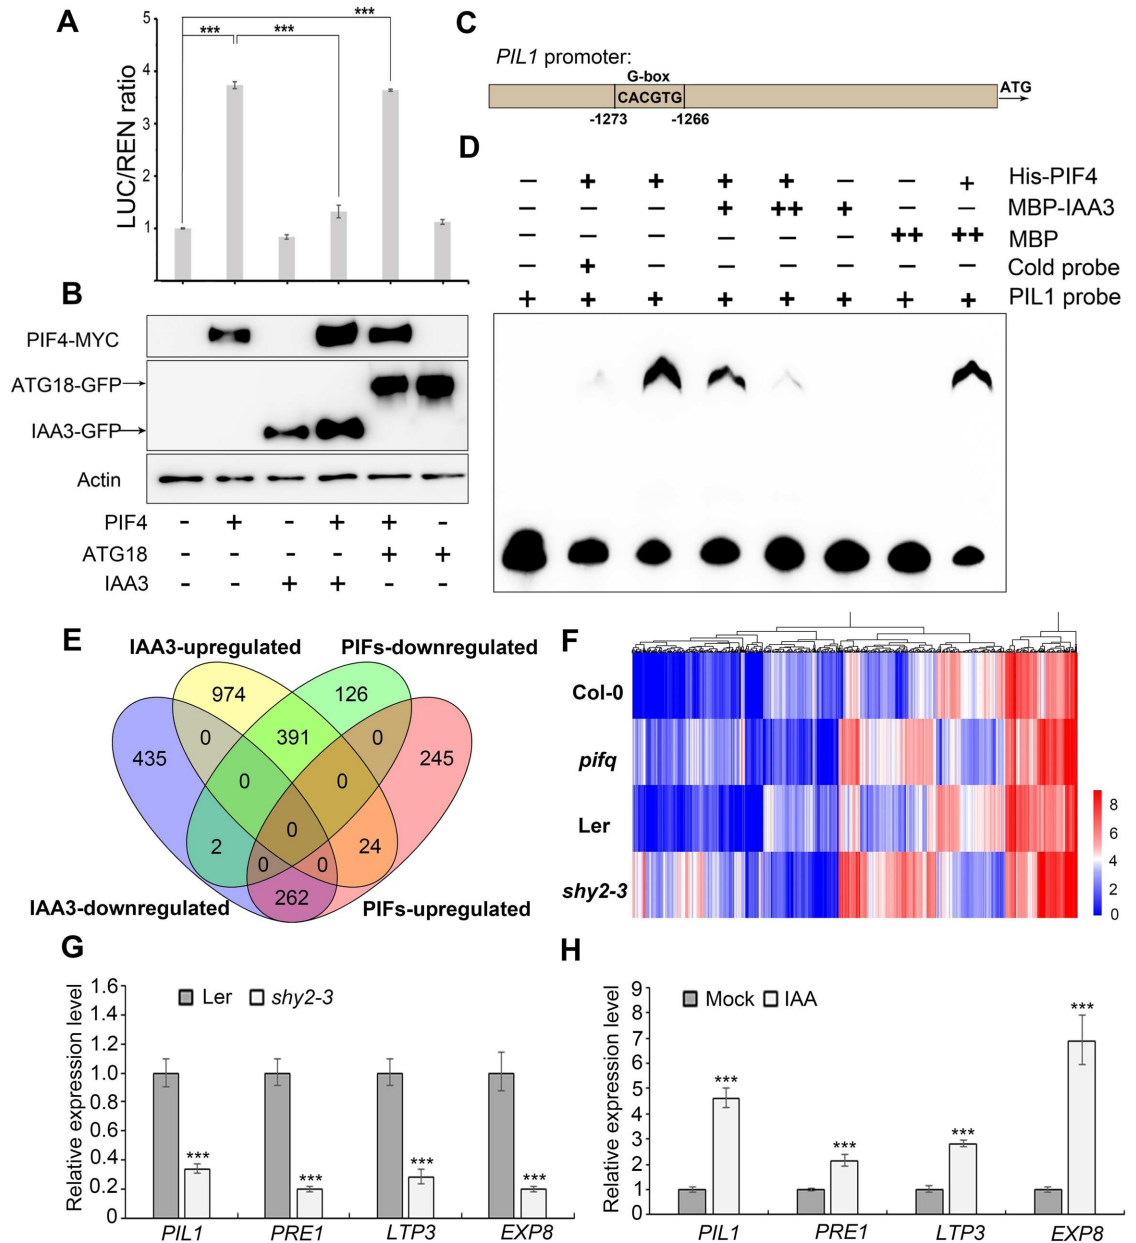 A
LUC/REN ratio
5
4
3
2
1
***
***
***
B
PIF4-MYC
ATG18-GFP
IAA3-GFP
Actin
PIF4 - + - + + -
ATG18 - - - - + +
IAA3 - - + + - -
C
PIL1 promoter:
G-box
CACGTG
ATG
-1273
-1266
D
– + + + + – – + His-PIF4
– – – + ++ + – – MBP-IAA3
– – – – – – ++ ++ MBP
– + – – – – – – Cold probe
+ + + + + + + + PIL1 probe
E
IAA3-upregulated
PIFs-downregulated
974
126
435
0
391
0
245
0
0
0
2
24
0
0
262
IAA3-downregulated
PIFs-upregulated
F
Col-0
pifq
Ler
shy2-3
8
6
4
2
0
G
Relative expression level
1.6
1.4
1.2
1.0
0.8
0.6
0.4
0.2
0
Ler
shy2-3
***
***
***
***
PIL1
PRE1
LTP3
EXP8
H
Relative expression level
9
8
7
6
5
4
3
2
1
0
Mock
IAA
***
***
***
***
PIL1
PRE1
LTP3
EXP8